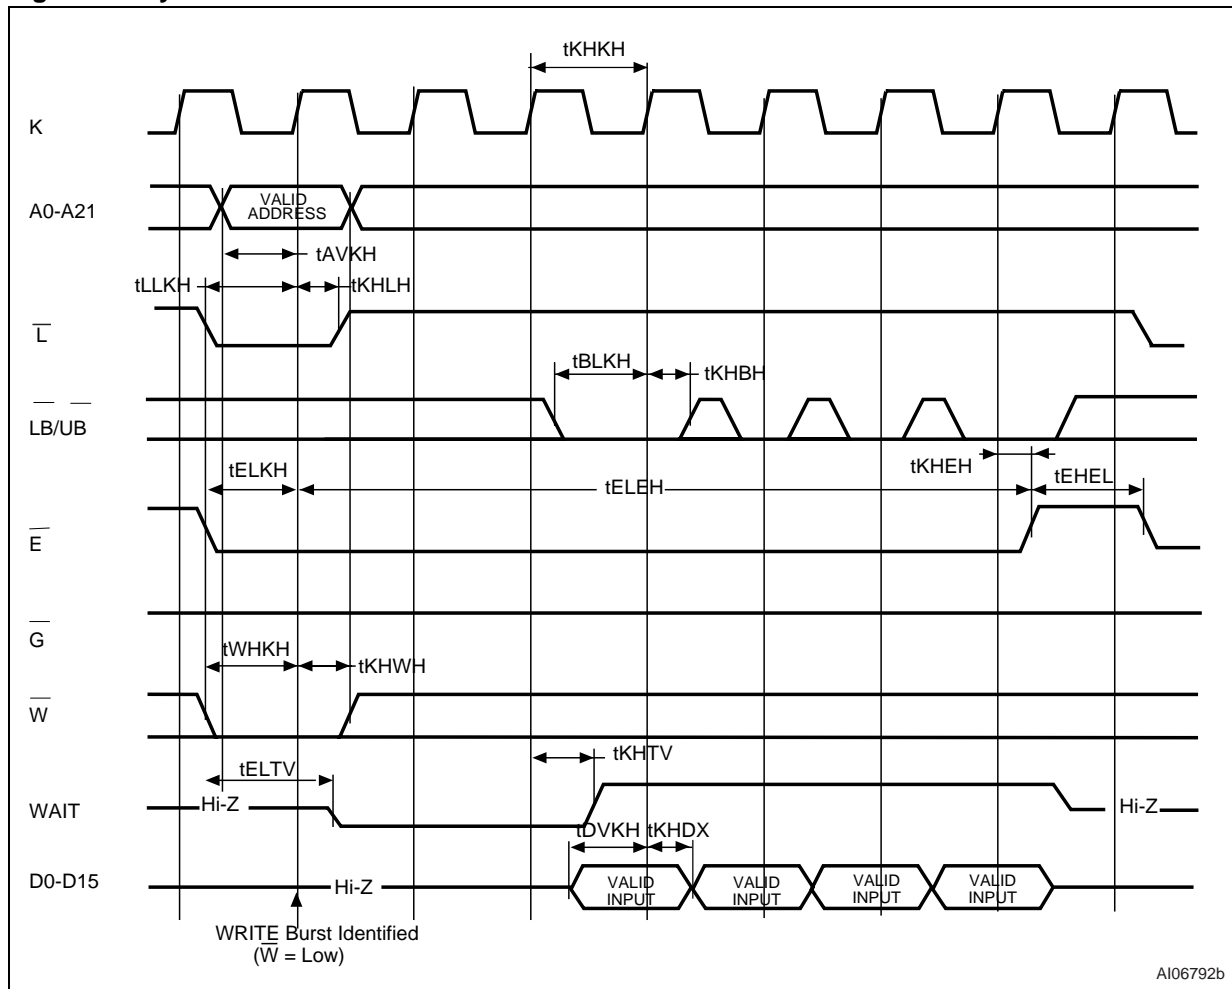 tKHKH
K
A0-A21
VALID
ADDRESS
tAVKH
tLLKH
tKHLH
L
tBLKH
tKHBH
LB/UB
tELKH
tELEH
tKHEH
tEHEL
E
G
tWHKH
tKHWH
W
tELTV
tKHTV
WAIT
Hi-Z
Hi-Z
tDVKH
tKHDX
D0-D15
Hi-Z
VALID
INPUT
VALID
INPUT
VALID
INPUT
VALID
INPUT
WRITE Burst Identified
(W̅ = Low)
AI06792b